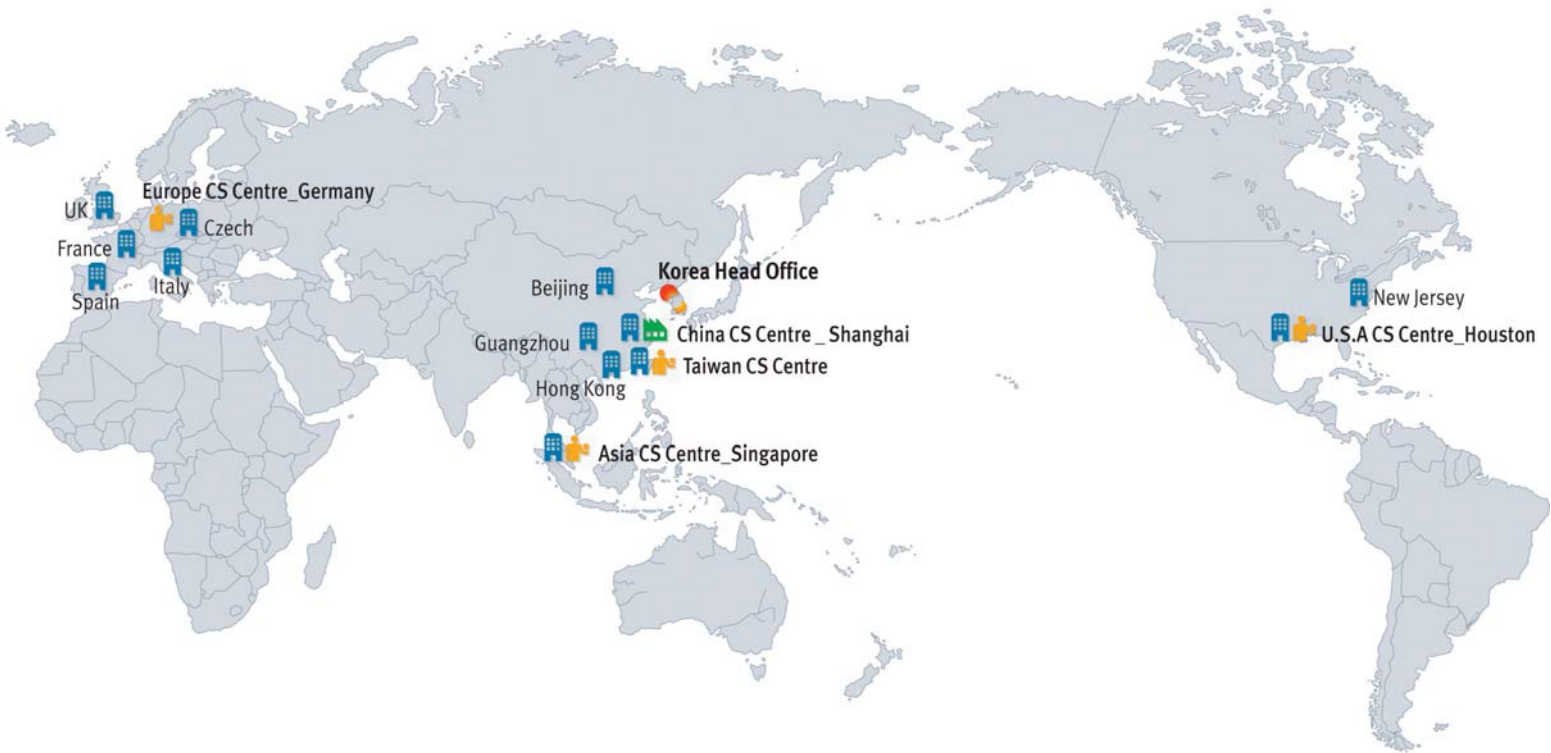 Europe CS Centre_Germany
UK
Czech
France
Italy
Spain
Korea Head Office
Beijing
China CS Centre _ Shanghai
Guangzhou
Taiwan CS Centre
Hong Kong
Asia CS Centre_Singapore
New Jersey
U.S.A CS Centre_Houston